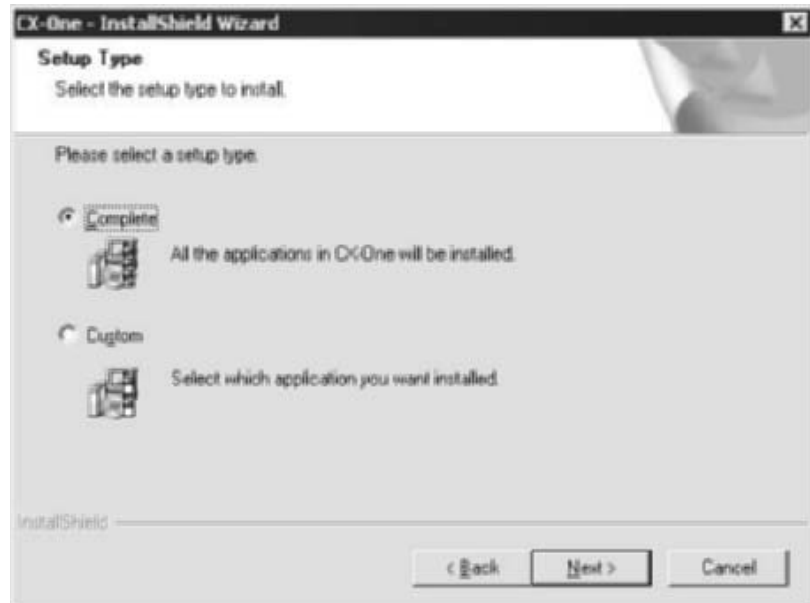 CX-One - InstallShield Wizard
Setup Type
Select the setup type to install.
Please select a setup type.
Complete
All the applications in CX-One will be installed.
Custom
Select which application you want installed.
InstallShield
< Back Next > Cancel